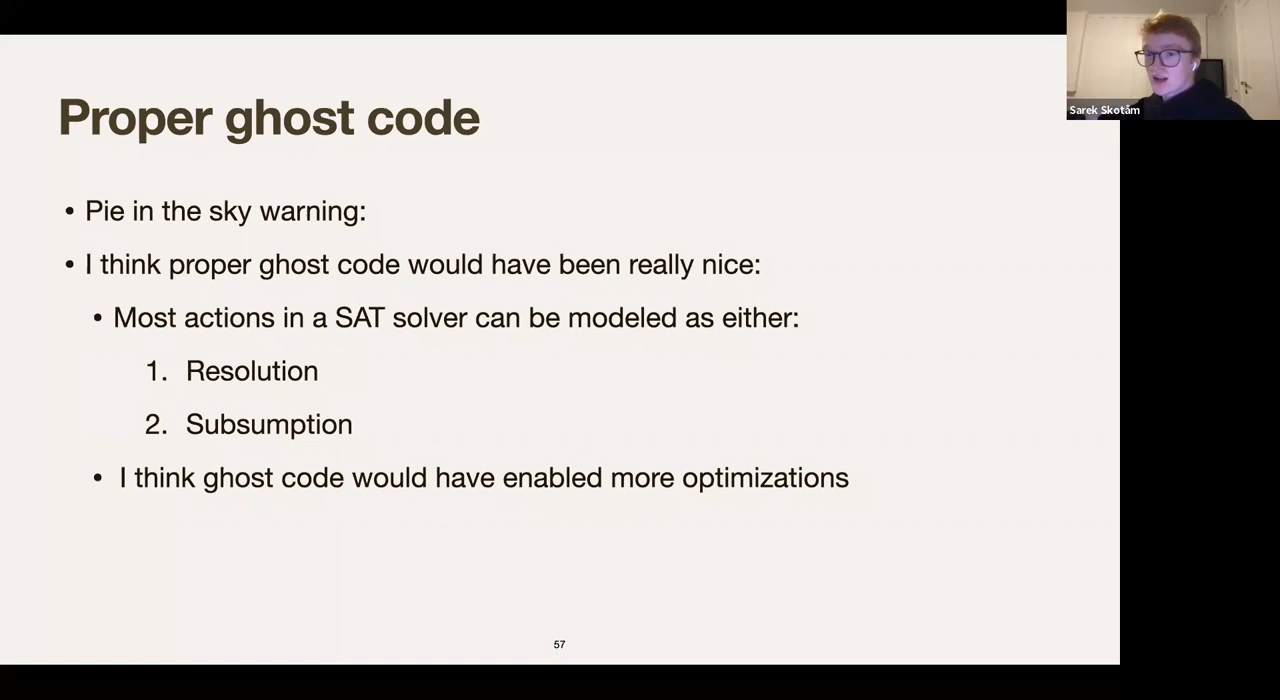 Proper ghost code
Sarek Skotåm
• Pie in the sky warning:
• I think proper ghost code would have been really nice:
• Most actions in a SAT solver can be modeled as either:
1. Resolution
2. Subsumption
• I think ghost code would have enabled more optimizations
57